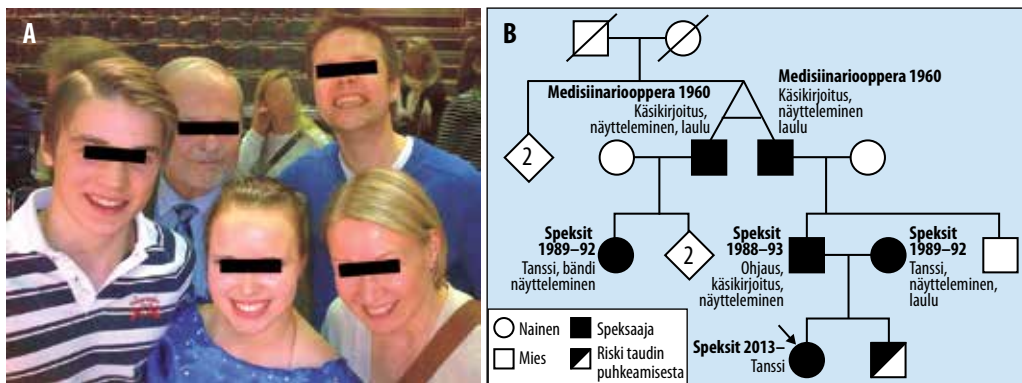 A
B
Medisiinariooppera 1960
Käsikirjoitus,
näytteleminen, laulu
Medisiinariooppera 1960
Käsikirjoitus,
näytteleminen
laulu
2
Speksit
1989–92
Tanssi, bändi
näytteleminen
2
Speksit
1988–93
Ohjaus,
käsikirjoitus,
näytteleminen
Speksit
1989–92
Tanssi,
näytteleminen,
laulu
Nainen
Speksaaja
Mies
Riski taudin
puhkeamisesta
Speksit 2013–
Tanssi